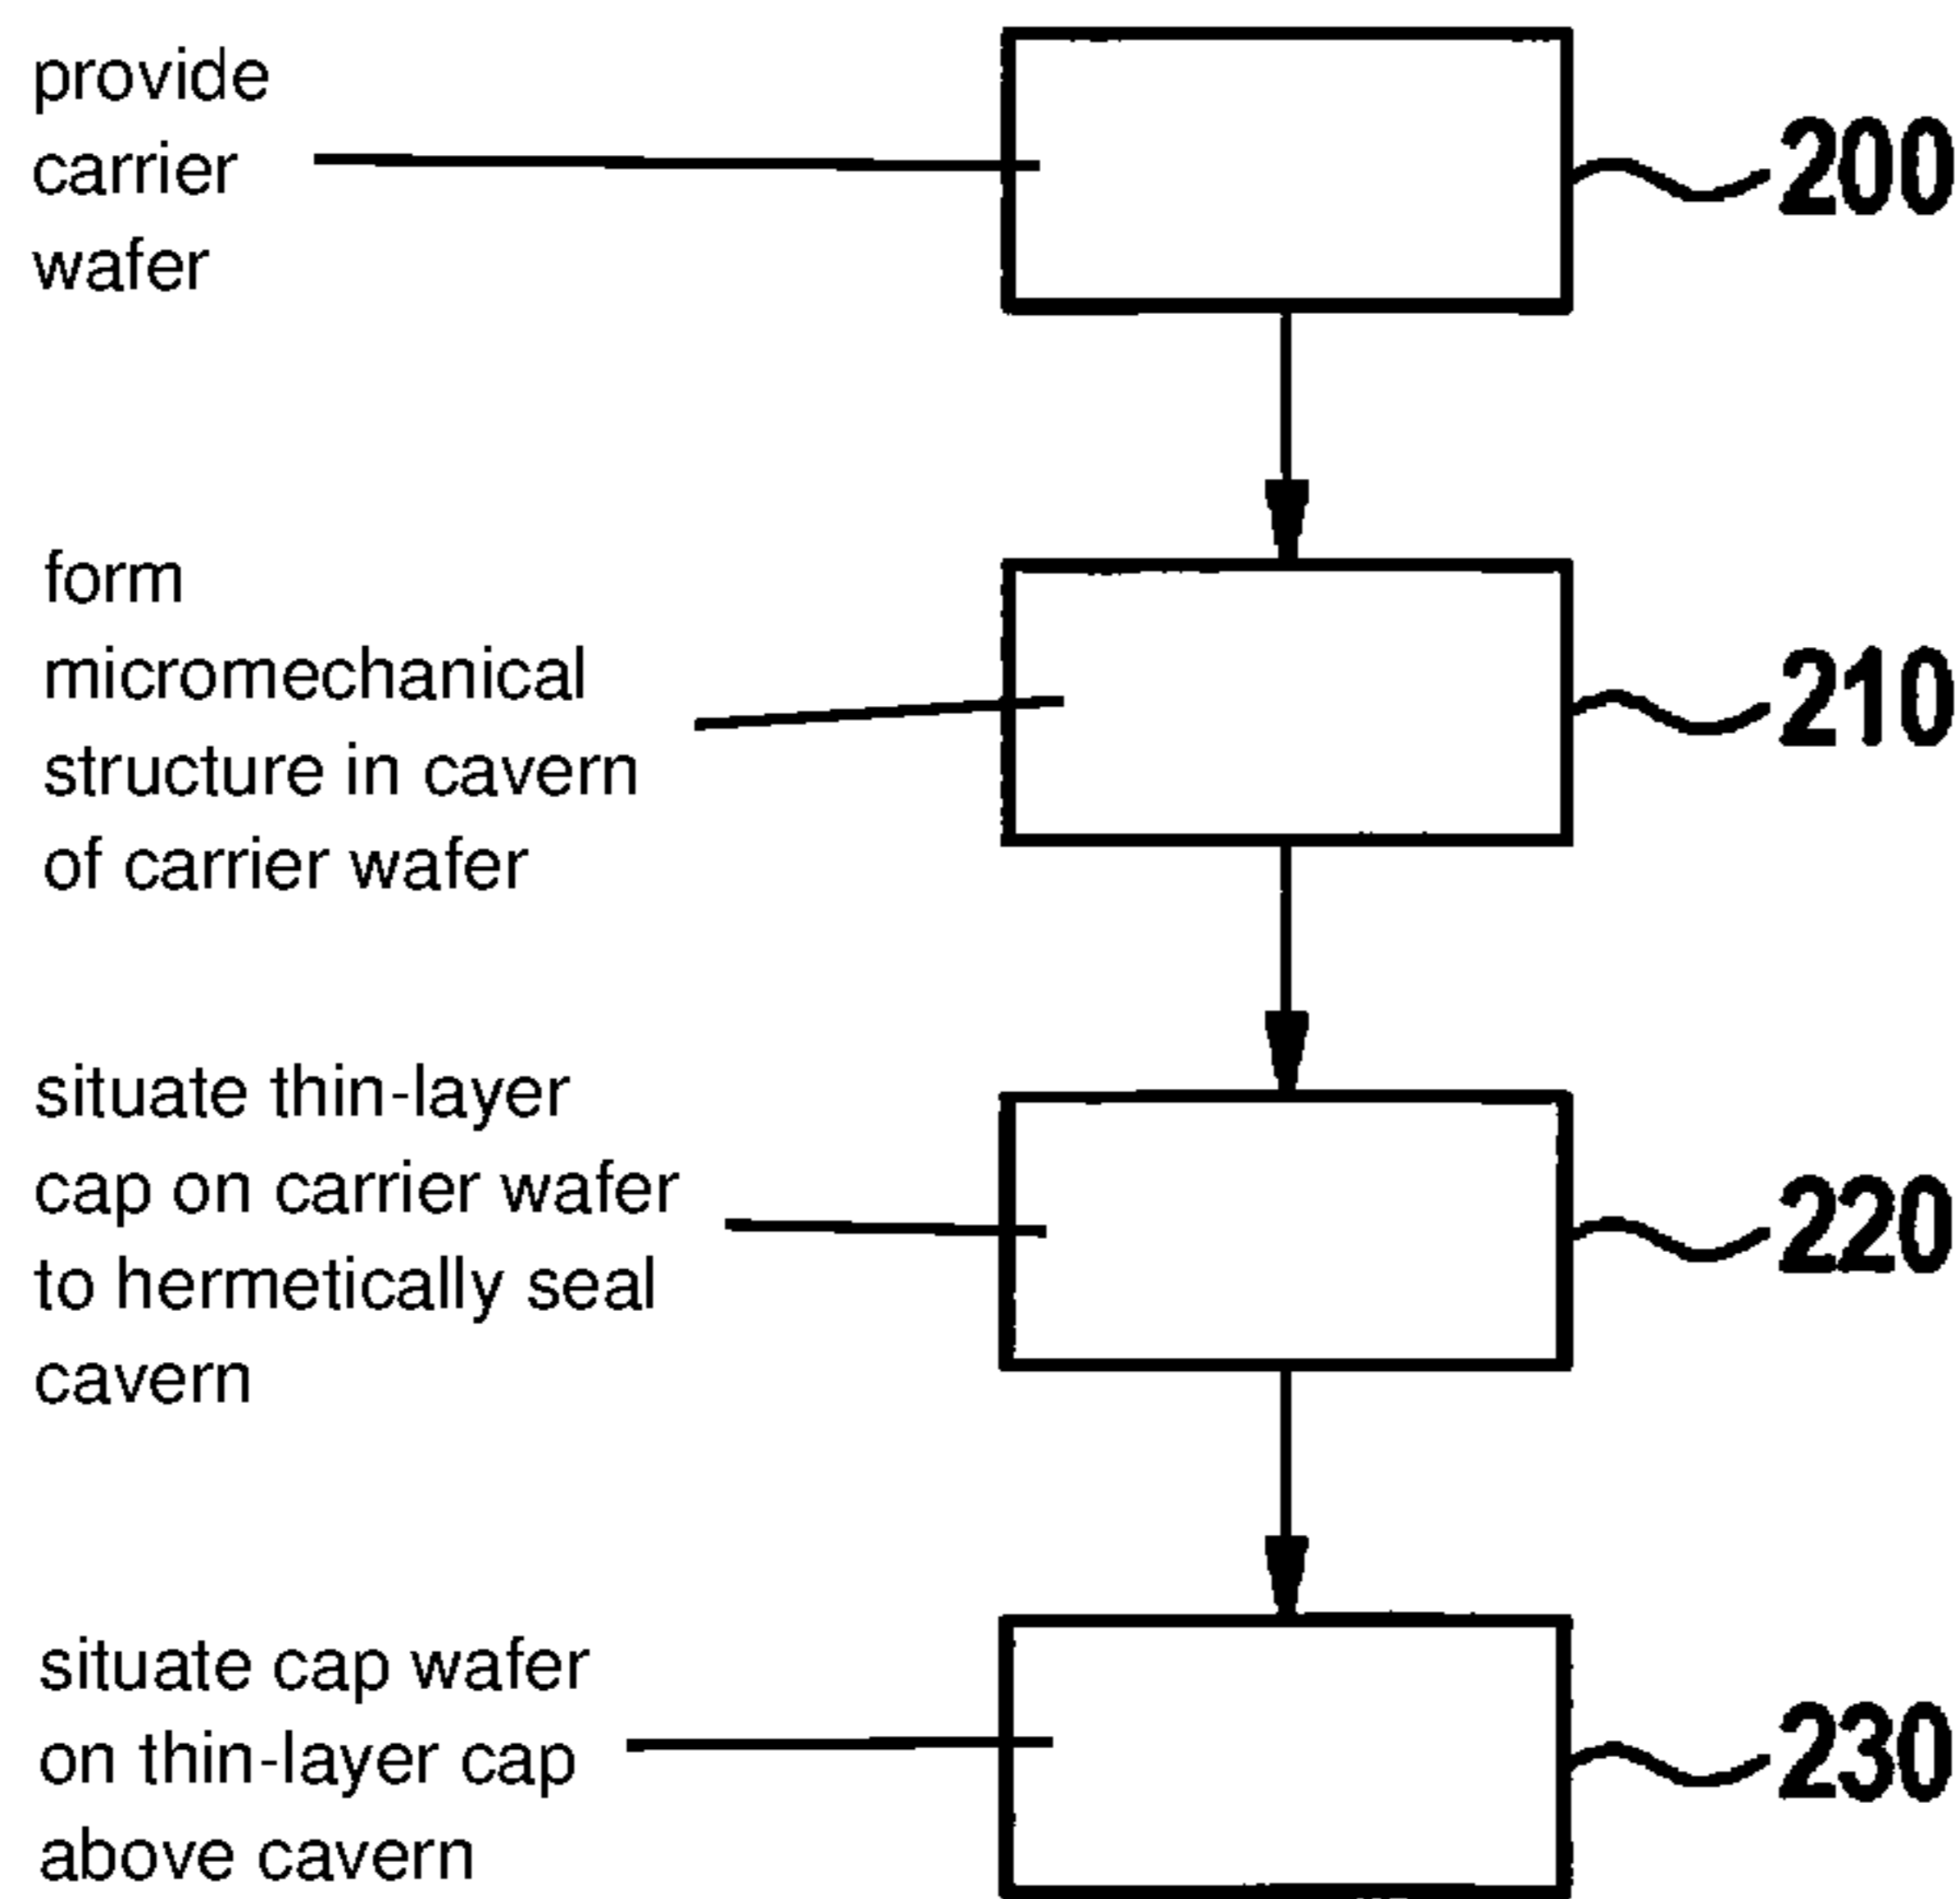 provide
carrier
wafer
200
form
micromechanical
structure in cavern
of carrier wafer
210
situate thin-layer
cap on carrier wafer
to hermetically seal
cavern
220
situate cap wafer
on thin-layer cap
above cavern
230